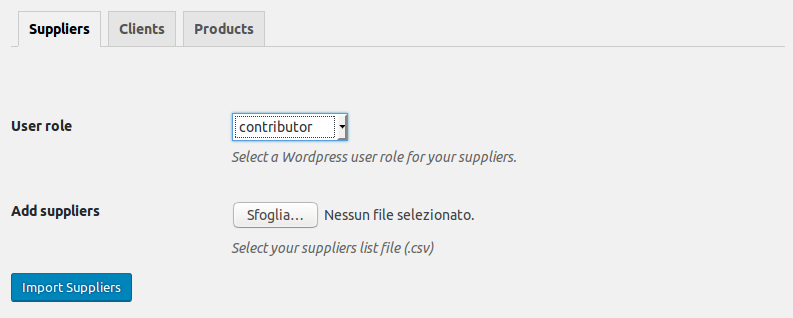 Suppliers Clients Products
User role contributor
Select a Wordpress user role for your suppliers.
Add suppliers Sfoglia... Nessun file selezionato.
Select your suppliers list file (.csv)
Import Suppliers